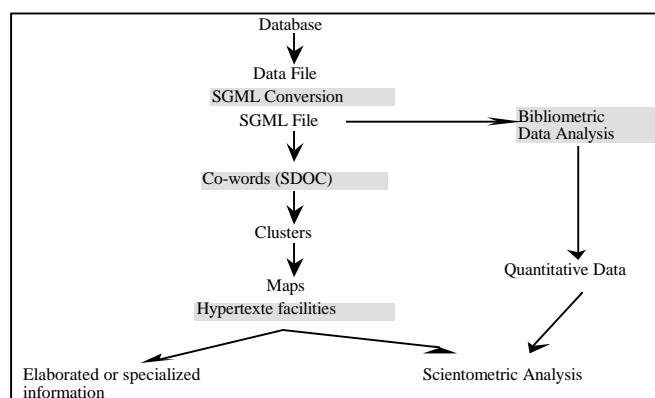 Database
Data File
SGML Conversion
SGML File
Bibliometric
Data Analysis
Co-words (SDOC)
Clusters
Quantitative Data
Maps
Hypertexte facilities
Elaborated or specialized
information
Scientometric Analysis